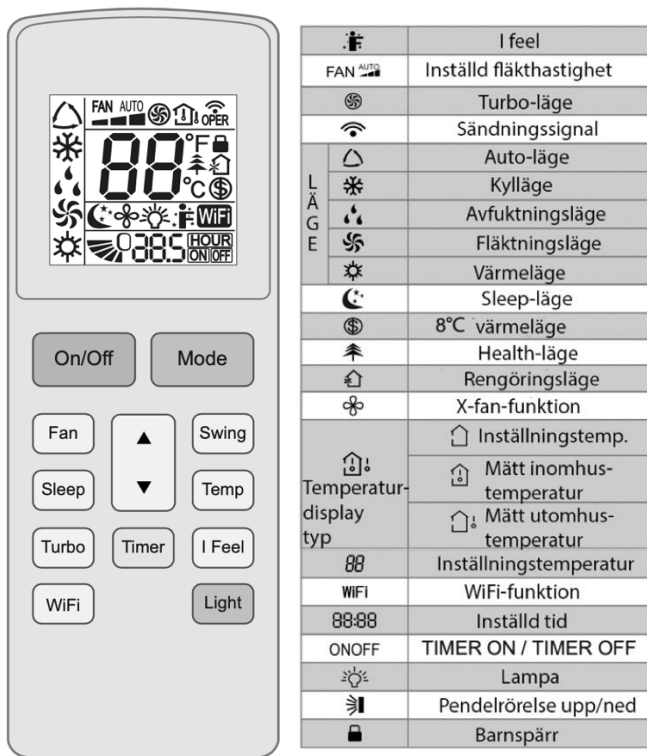 FAN AUTO
OPER
88 °F
°C
WiFi
38.5 HOUR
ON OFF
On/Off Mode
Fan Swing
Sleep Temp
Turbo Timer I Feel
WiFi Light
I feel
FAN AUTO Inställd fläkthastighet
Turbo-läge
Sändningssignal
LÄGE
Auto-läge
Kylläge
Avfuktningsläge
Fläktningsläge
Värmeläge
Sleep-läge
8°C värmeläge
Health-läge
Rengöringsläge
X-fan-funktion
Temperatur-
display
typ
Inställningstemp.
Mätt inomhus-
temperatur
Mätt utomhus-
temperatur
88 Inställningstemperatur
WiFi WiFi-funktion
88:88 Inställd tid
ONOFF TIMER ON / TIMER OFF
Lampa
Pendelrörelse upp/ned
Barnspärr